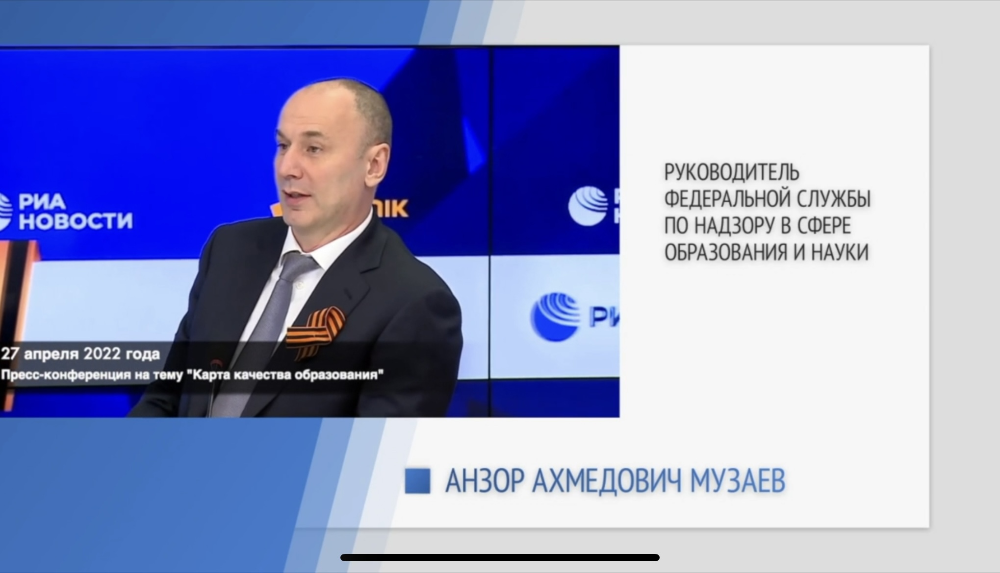 РИА
НОВОСТИ
РУКОВОДИТЕЛЬ
ФЕДЕРАЛЬНОЙ СЛУЖБЫ
ПО НАДЗОРУ В СФЕРЕ
ОБРАЗОВАНИЯ И НАУКИ
27 апреля 2022 года
Пресс-конференция на тему "Карта качества образования"
АНЗОР АХМЕДОВИЧ МУЗАЕВ